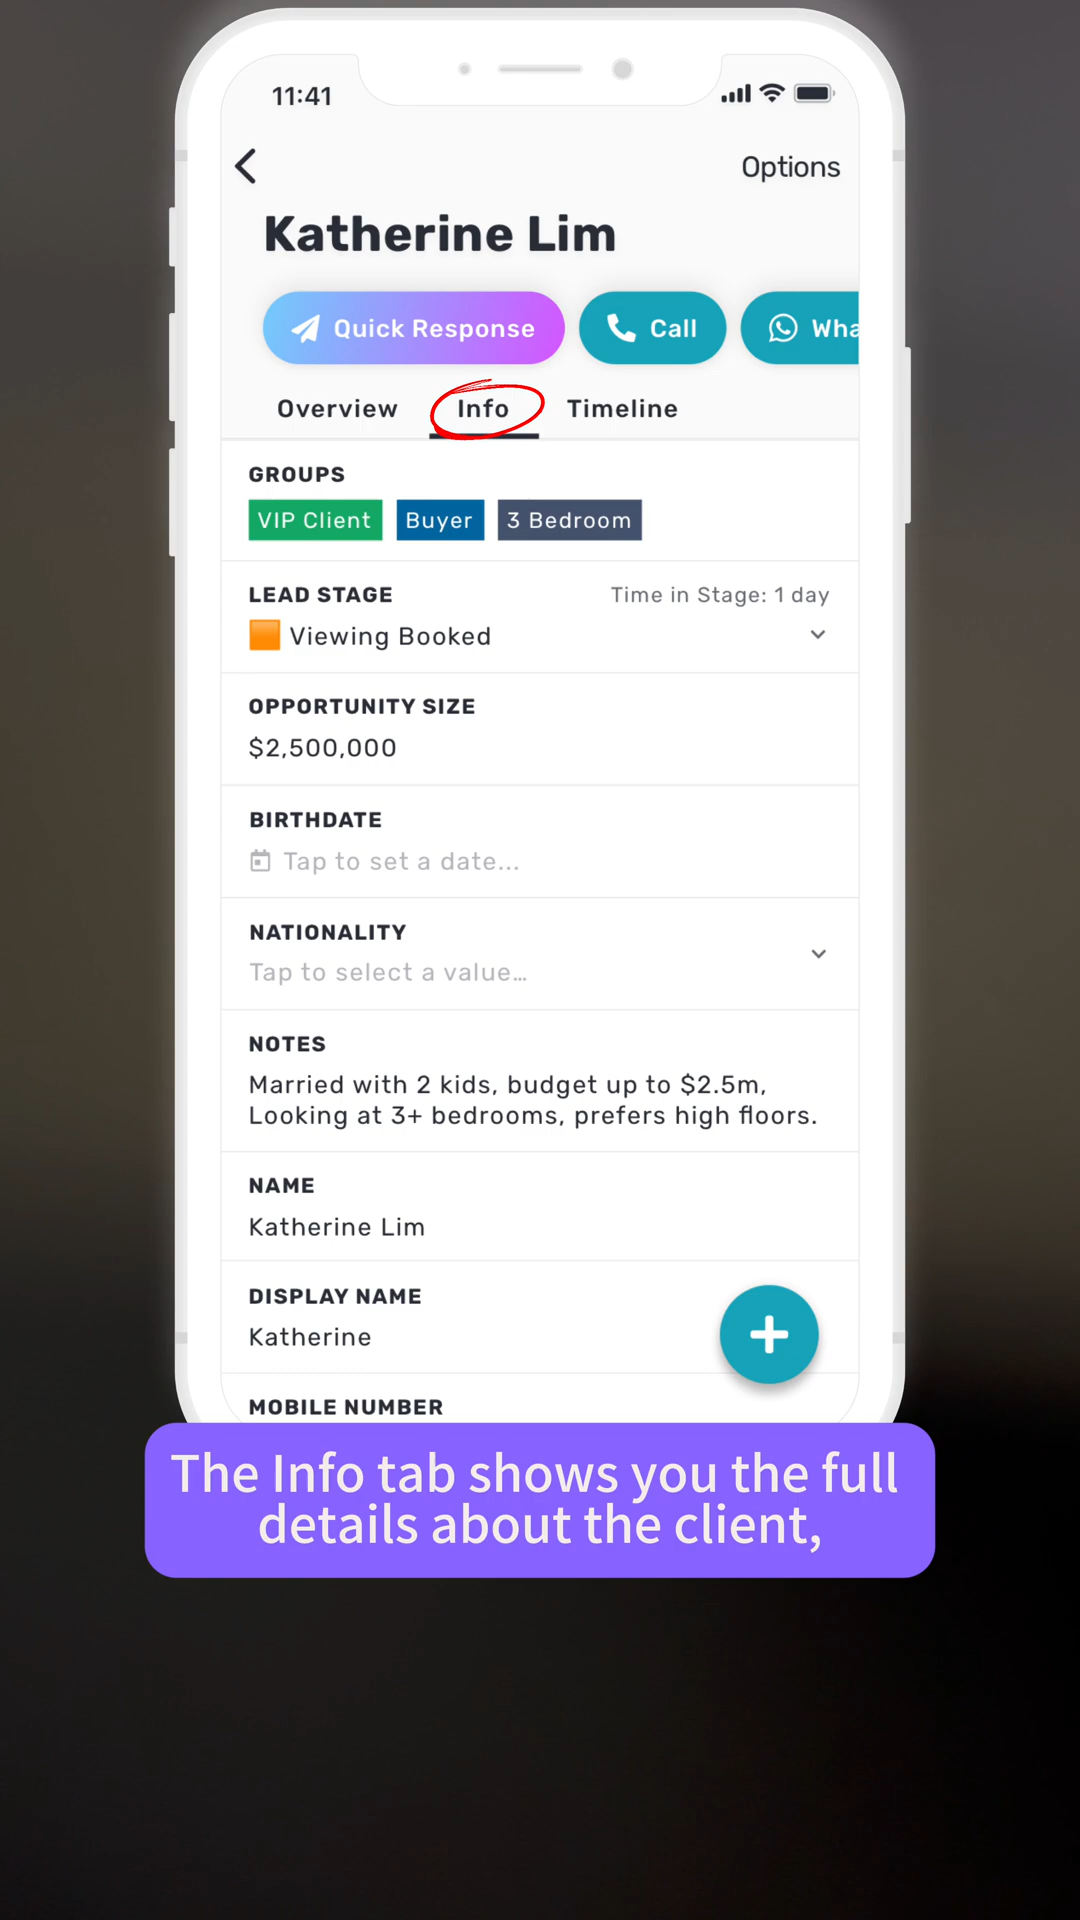 11:41
Options
Katherine Lim
Quick Response
Call
Wha
Overview
Info
Timeline
GROUPS
VIP Client
Buyer
3 Bedroom
LEAD STAGE
Time in Stage: 1 day
Viewing Booked
OPPORTUNITY SIZE
$2,500,000
BIRTHDATE
Tap to set a date...
NATIONALITY
Tap to select a value...
NOTES
Married with 2 kids, budget up to $2.5m,
Looking at 3+ bedrooms, prefers high floors.
NAME
Katherine Lim
DISPLAY NAME
Katherine
MOBILE NUMBER
The Info tab shows you the full
details about the client,